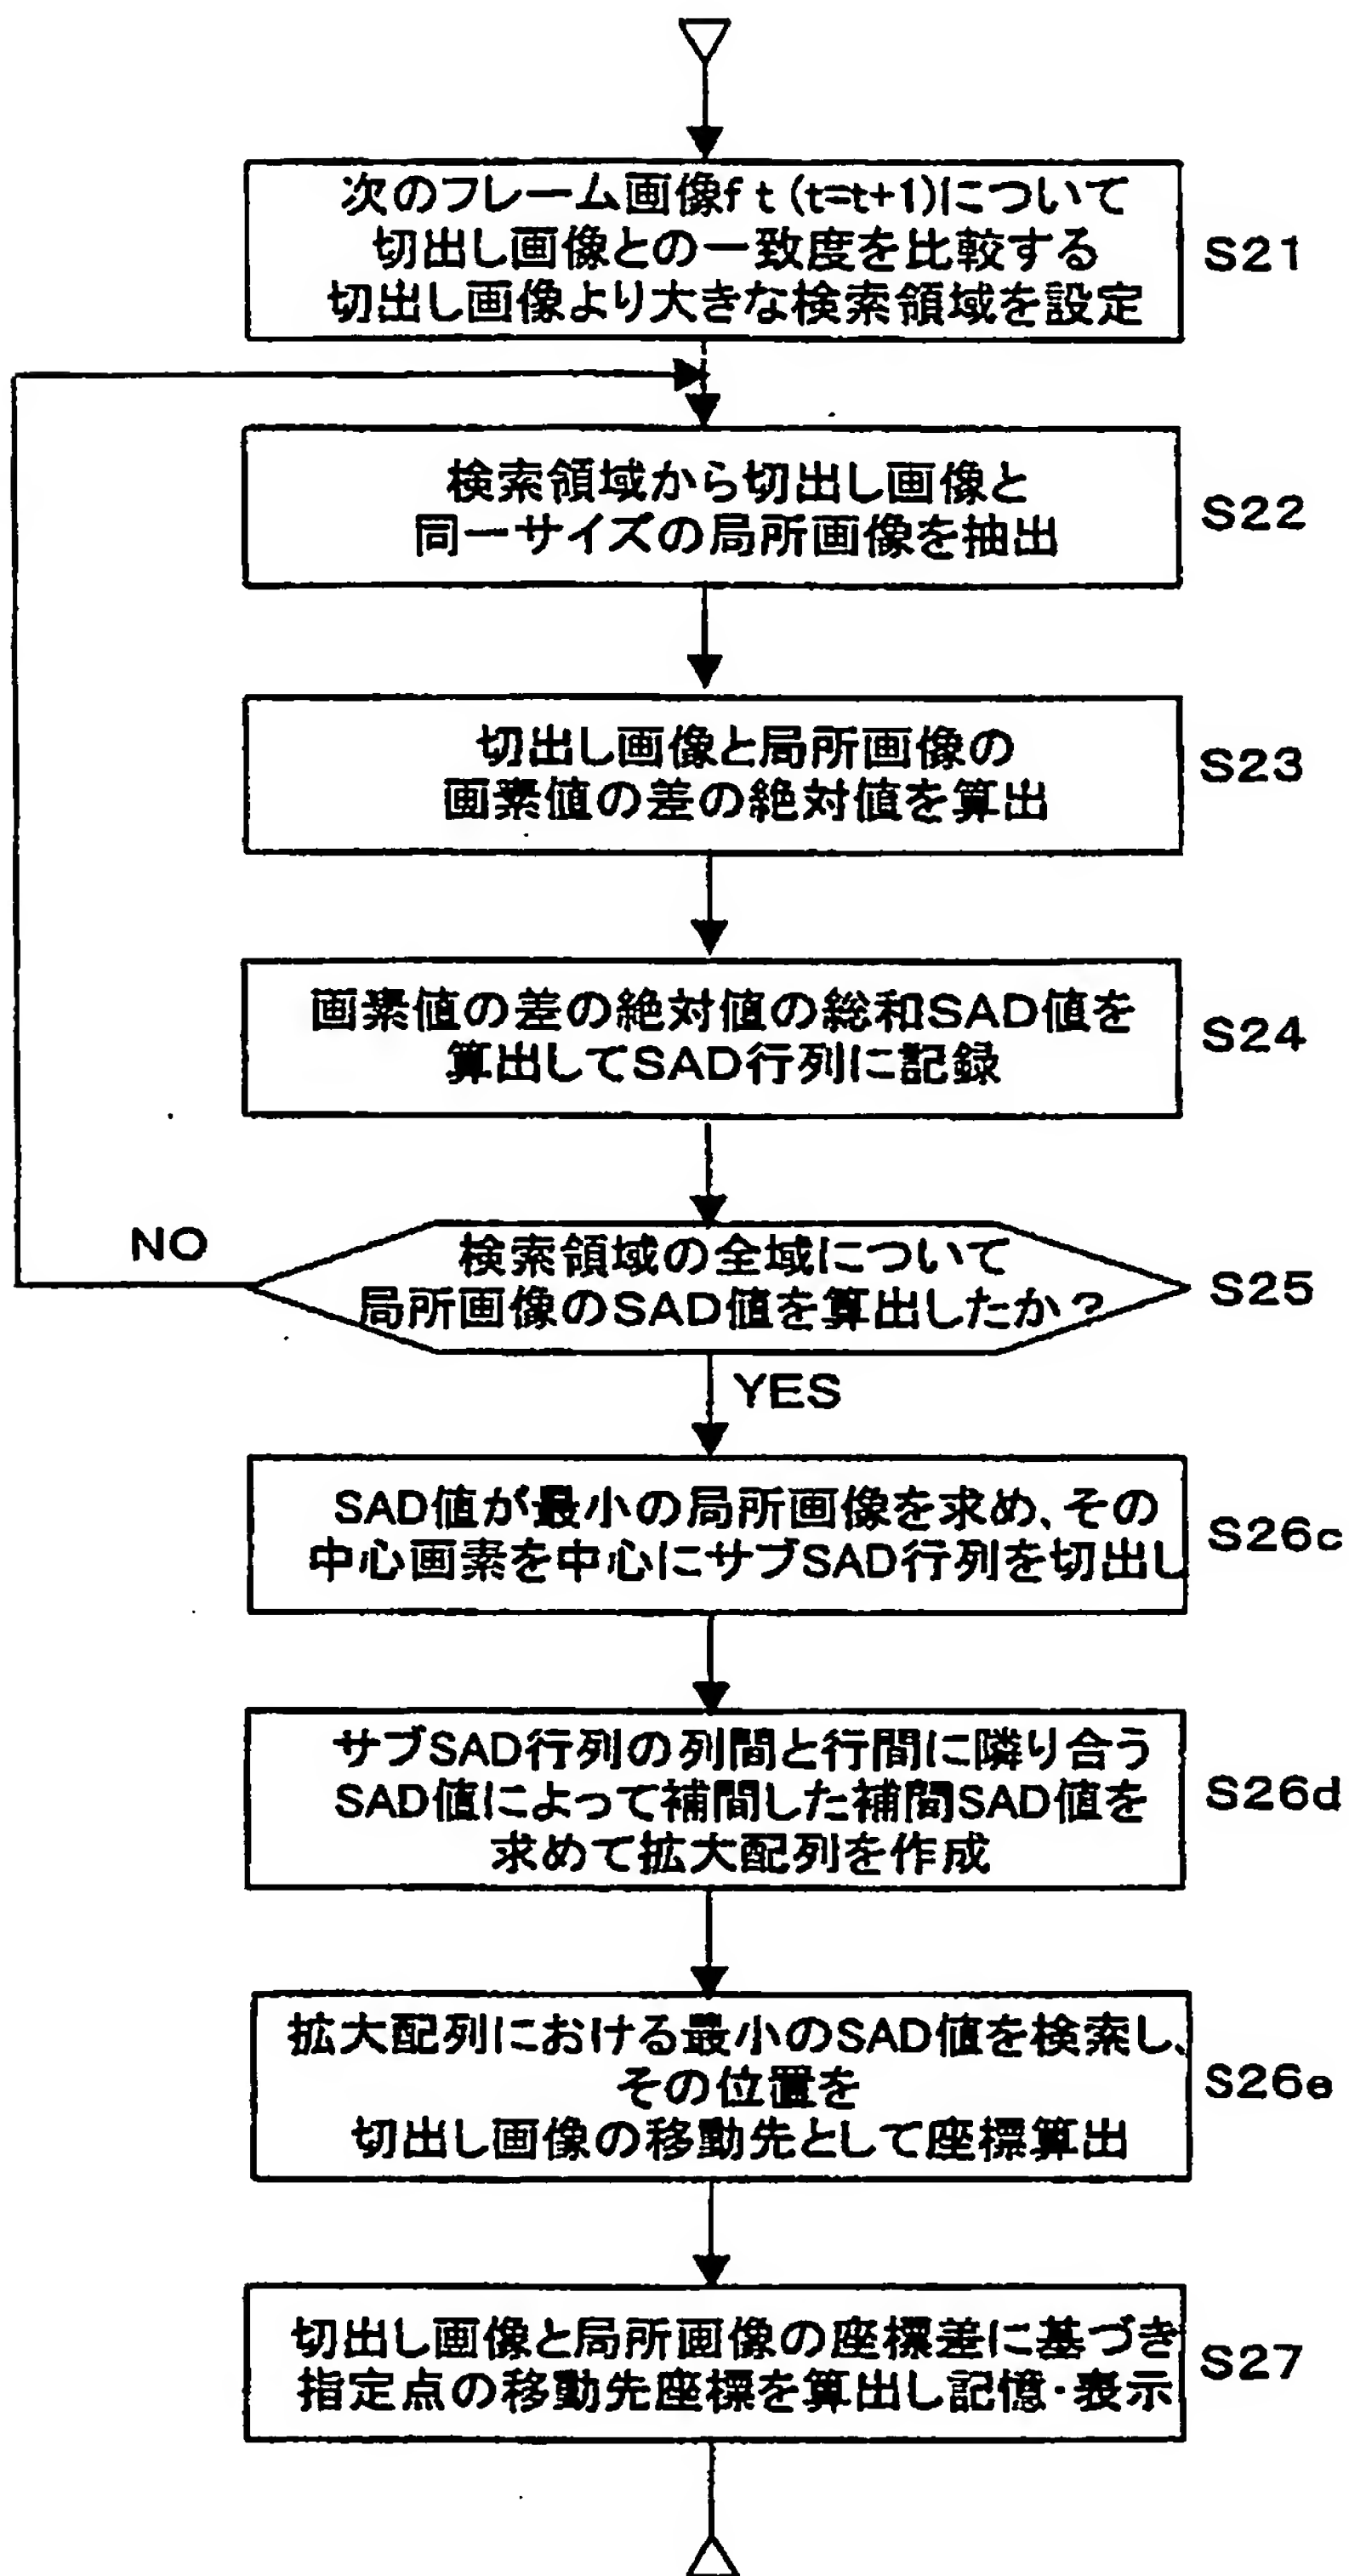 次のフレーム画像f t (t=t+1)について
切出し画像との一致度を比較する
切出し画像より大きな検索領域を設定
S21
検索領域から切出し画像と
同一サイズの局所画像を抽出
S22
切出し画像と局所画像の
画素値の差の絶対値を算出
S23
画素値の差の絶対値の総和SAD値を
算出してSAD行列に記録
S24
NO
検索領域の全域について
局所画像のSAD値を算出したか？
S25
YES
SAD値が最小の局所画像を求め、その
中心画素を中心にサブSAD行列を切出し
S26c
サブSAD行列の列間と行間に隣り合う
SAD値によって補間した補間SAD値を
求めて拡大配列を作成
S26d
拡大配列における最小のSAD値を検索し、
その位置を
切出し画像の移動先として座標算出
S26e
切出し画像と局所画像の座標差に基づき
指定点の移動先座標を算出し記憶・表示
S27